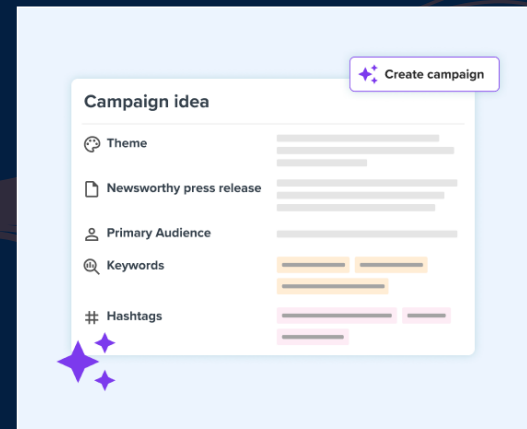 Create campaign
Campaign idea
Theme
Newsworthy press release
Primary Audience
Keywords
# Hashtags